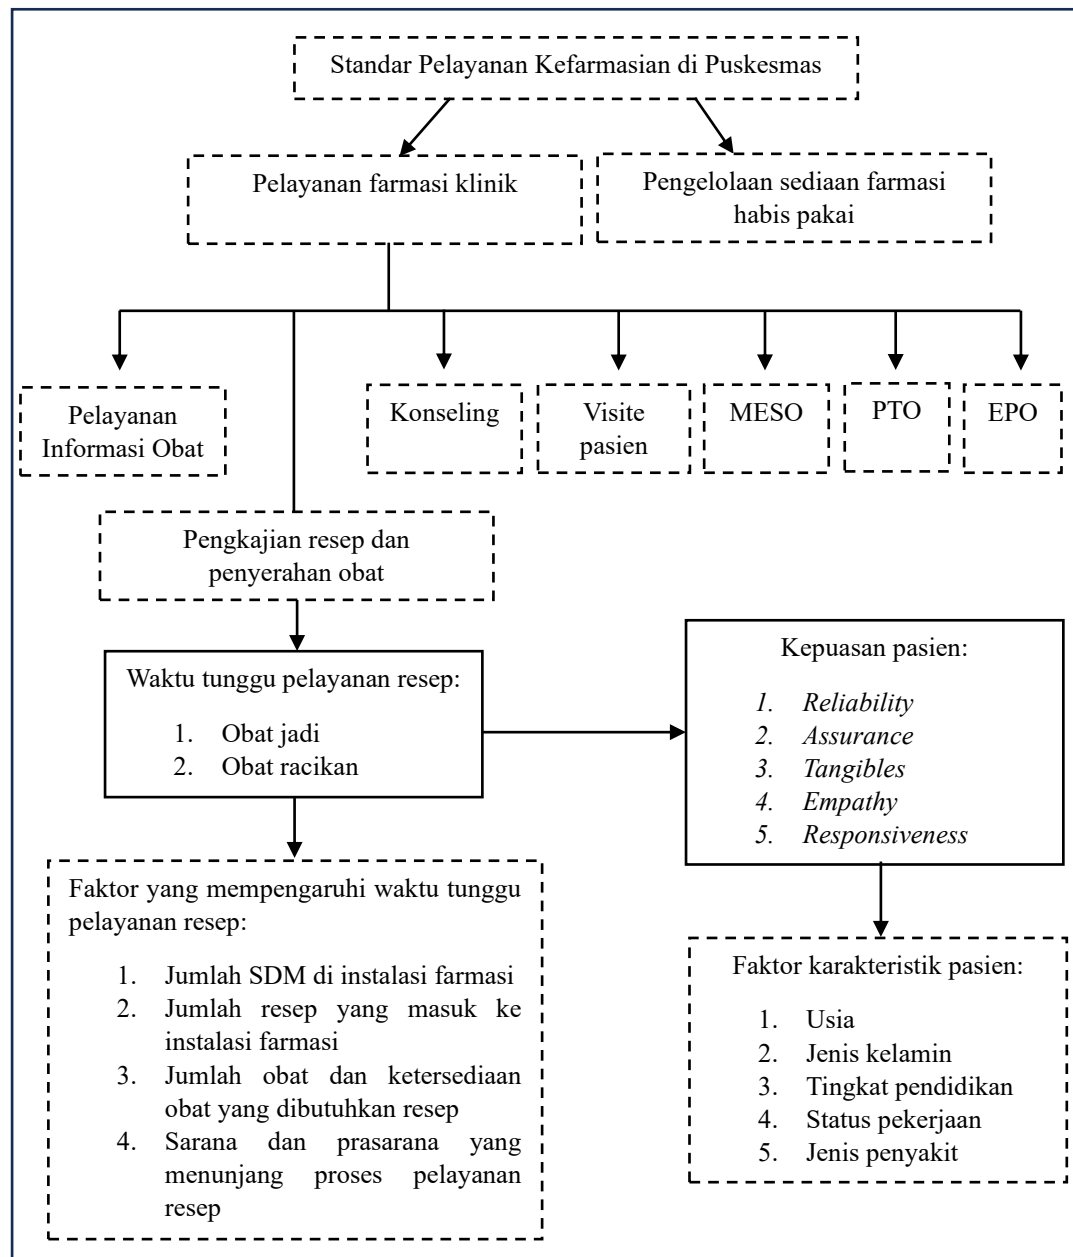 Standar Pelayanan Kefarmasian di Puskesmas
Pelayanan farmasi klinik
Pengelolaan sediaan farmasi
habis pakai
Pelayanan
Informasi Obat
Konseling
Visite
pasien
MESO
PTO
EPO
Pengkajian resep dan
penyerahan obat
Waktu tunggu pelayanan resep:
1. Obat jadi
2. Obat racikan
Kepuasan pasien:
1. Reliability
2. Assurance
3. Tangibles
4. Empathy
5. Responsiveness
Faktor yang mempengaruhi waktu tunggu
pelayanan resep:
1. Jumlah SDM di instalasi farmasi
2. Jumlah resep yang masuk ke
instalasi farmasi
3. Jumlah obat dan ketersediaan
obat yang dibutuhkan resep
4. Sarana dan prasarana yang
menunjang proses pelayanan
resep
Faktor karakteristik pasien:
1. Usia
2. Jenis kelamin
3. Tingkat pendidikan
4. Status pekerjaan
5. Jenis penyakit